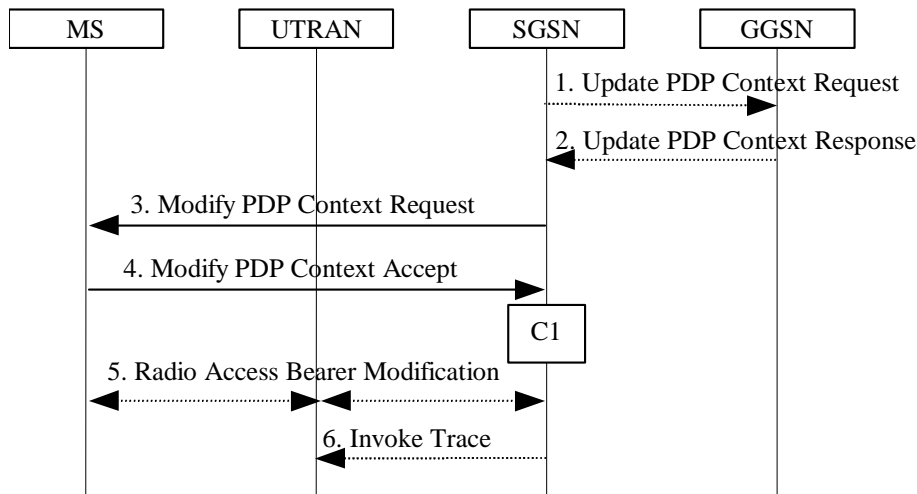 MS
UTRAN
SGSN
GGSN
1. Update PDP Context Request
2. Update PDP Context Response
3. Modify PDP Context Request
4. Modify PDP Context Accept
C1
5. Radio Access Bearer Modification
6. Invoke Trace